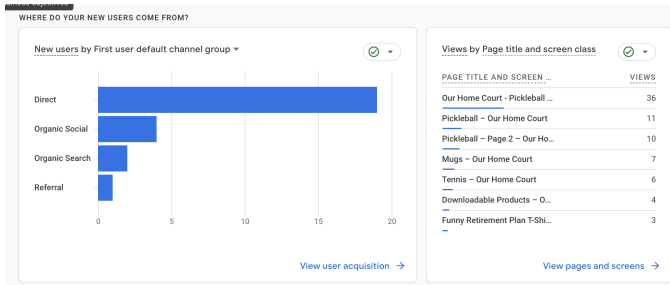 WHERE DO YOUR NEW USERS COME FROM?
New users by First user default channel group
Direct
Organic Social
Organic Search
Referral
0 5 10 15 20
View user acquisition →
Views by Page title and screen class
PAGE TITLE AND SCREEN ... VIEWS
Our Home Court - Pickleball ... 36
Pickleball – Our Home Court 11
Pickleball – Page 2 – Our Ho... 10
Mugs – Our Home Court 7
Tennis – Our Home Court 6
Downloadable Products – O... 4
Funny Retirement Plan T-Shi... 3
View pages and screens →